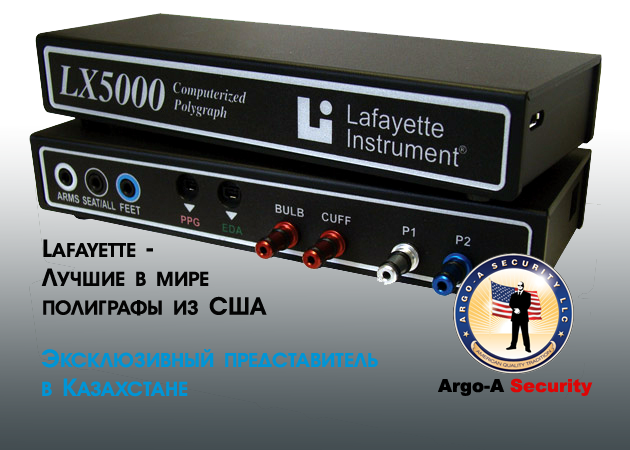 LX5000 Computerized
Polygraph
Lafayette
Instrument®
ARMS SEAT/ALL FEET
PPG EDA
BULB CUFF P1 P2
Lafayette -
Лучшие в мире
полиграфы из США
Эксклюзивный представитель
в Казахстане
ARGO-A SECURITY LLC
AMERICAN QUALITY TRADITIONS
Argo-A Security